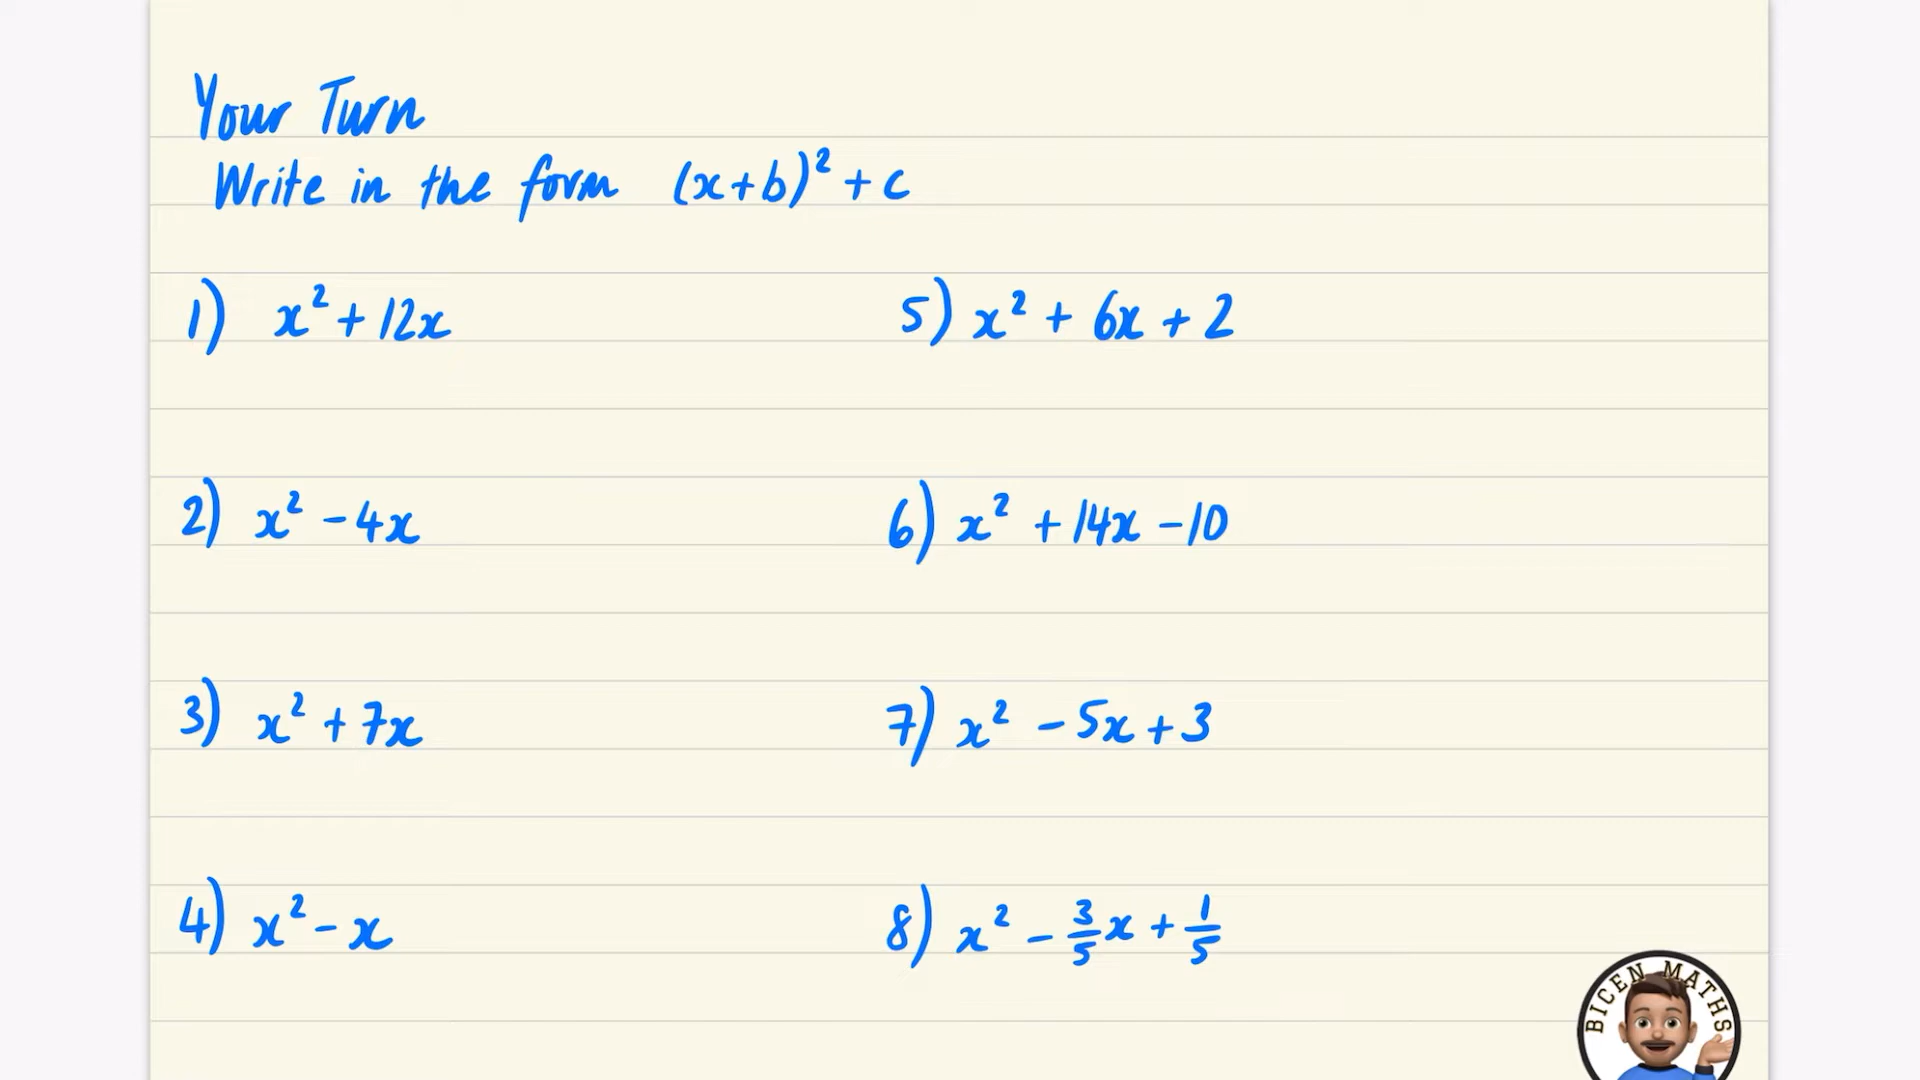 Your Turn
Write in the form (x+b)² + c
1) x² + 12x
2) x² - 4x
3) x² + 7x
4) x² - x
5) x² + 6x + 2
6) x² + 14x - 10
7) x² - 5x + 3
8) x² - 3/5 x + 1/5
BICEN MATHS